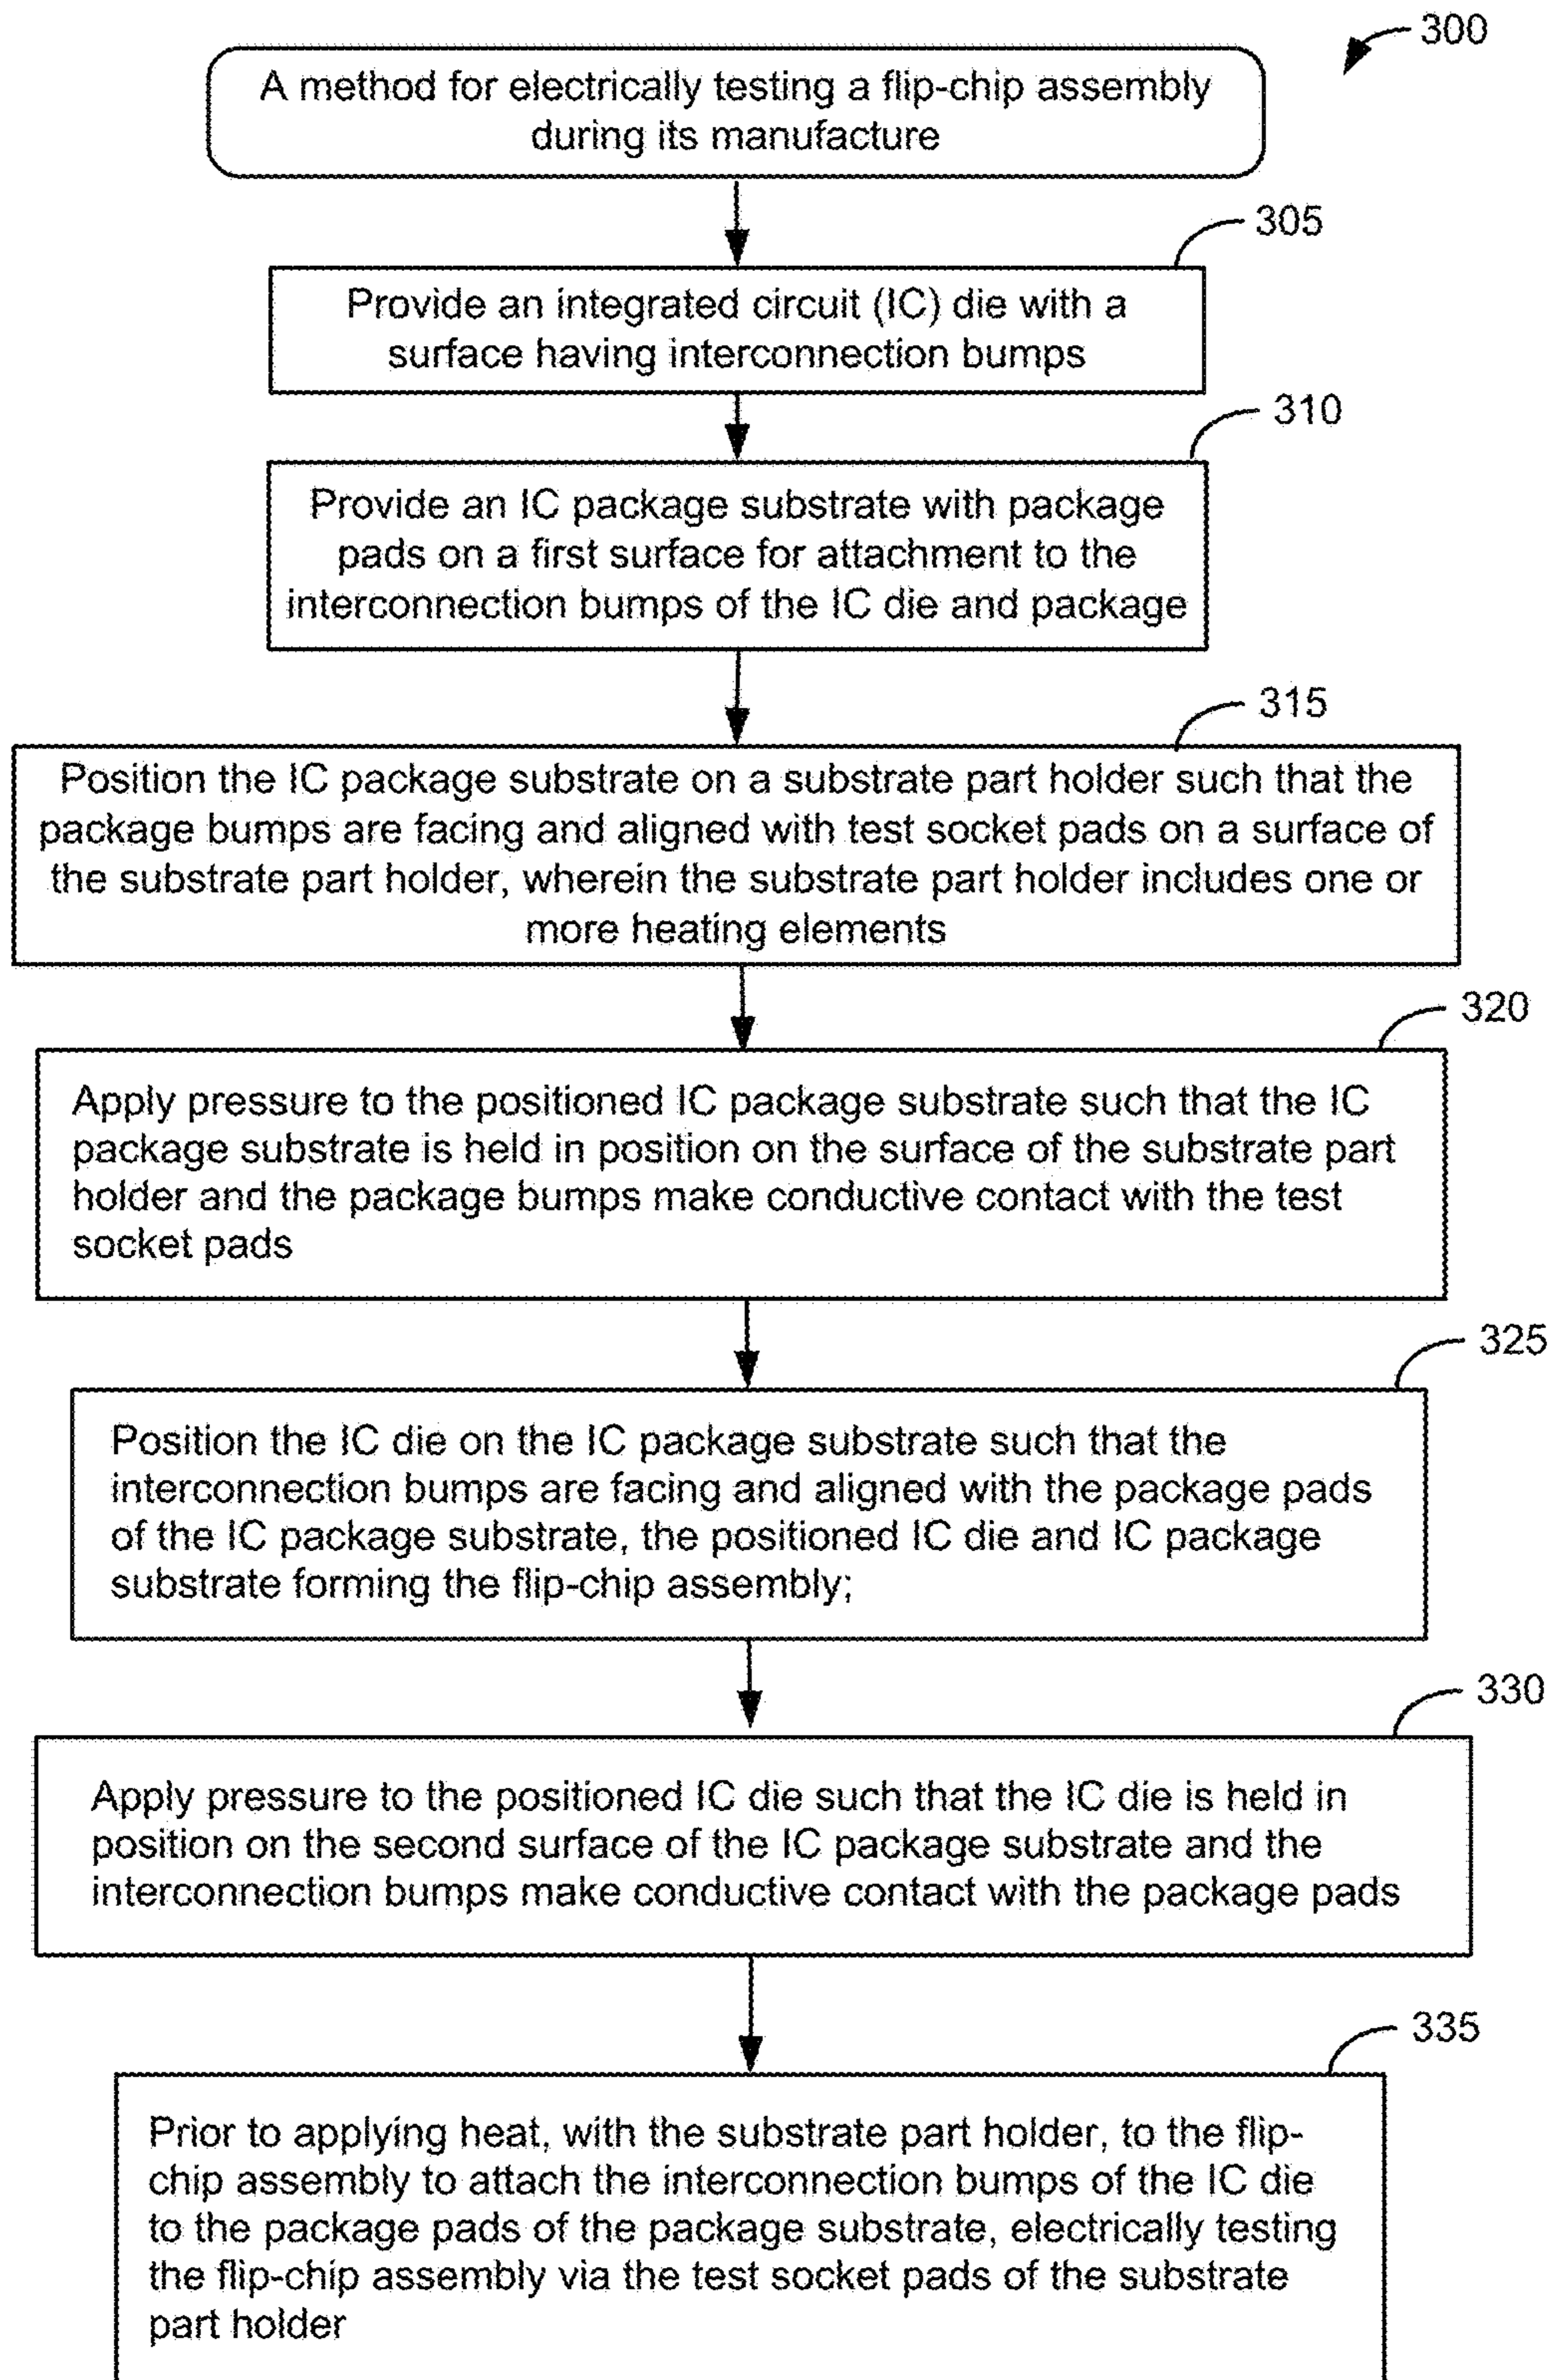 300
A method for electrically testing a flip-chip assembly
during its manufacture
305
Provide an integrated circuit (IC) die with a
surface having interconnection bumps
310
Provide an IC package substrate with package
pads on a first surface for attachment to the
interconnection bumps of the IC die and package
315
Position the IC package substrate on a substrate part holder such that the
package bumps are facing and aligned with test socket pads on a surface of
the substrate part holder, wherein the substrate part holder includes one or
more heating elements
320
Apply pressure to the positioned IC package substrate such that the IC
package substrate is held in position on the surface of the substrate part
holder and the package bumps make conductive contact with the test
socket pads
325
Position the IC die on the IC package substrate such that the
interconnection bumps are facing and aligned with the package pads
of the IC package substrate, the positioned IC die and IC package
substrate forming the flip-chip assembly;
330
Apply pressure to the positioned IC die such that the IC die is held in
position on the second surface of the IC package substrate and the
interconnection bumps make conductive contact with the package pads
335
Prior to applying heat, with the substrate part holder, to the flip-
chip assembly to attach the interconnection bumps of the IC die
to the package pads of the package substrate, electrically testing
the flip-chip assembly via the test socket pads of the substrate
part holder